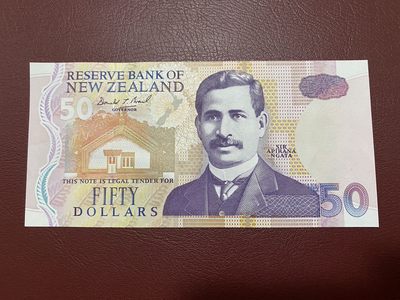 RESERVE BANK OF
NEW ZEALAND
50
GOVERNOR
SIR
APIRANA
NGATA
THIS NOTE IS LEGAL TENDER FOR
FIFTY
DOLLARS
50